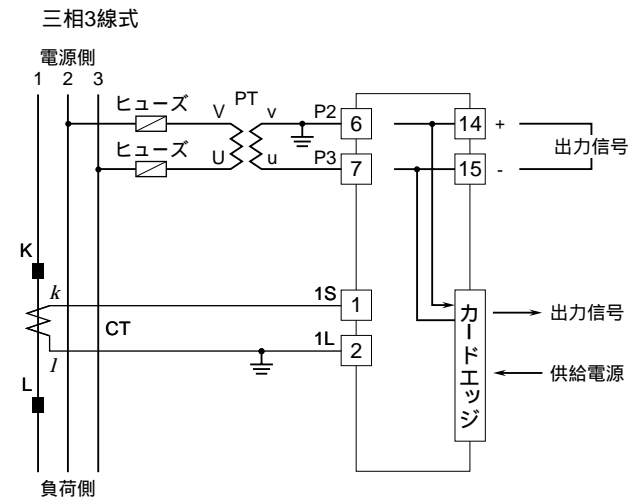 三相3線式
電源側
1 2 3
ヒューズ
V PT v P2 6 14 +
ヒューズ
U u P3 7 15 -
出力信号
K
k 1S 1
CT
l 1L 2
L
カードエッジ
出力信号
供給電源
負荷側